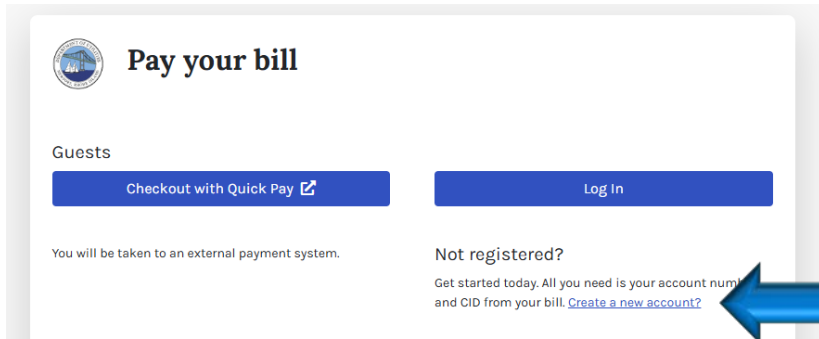 Pay your bill
Guests
Checkout with Quick Pay
Log In
You will be taken to an external payment system.
Not registered?
Get started today. All you need is your account
and CID from your bill. Create a new account?